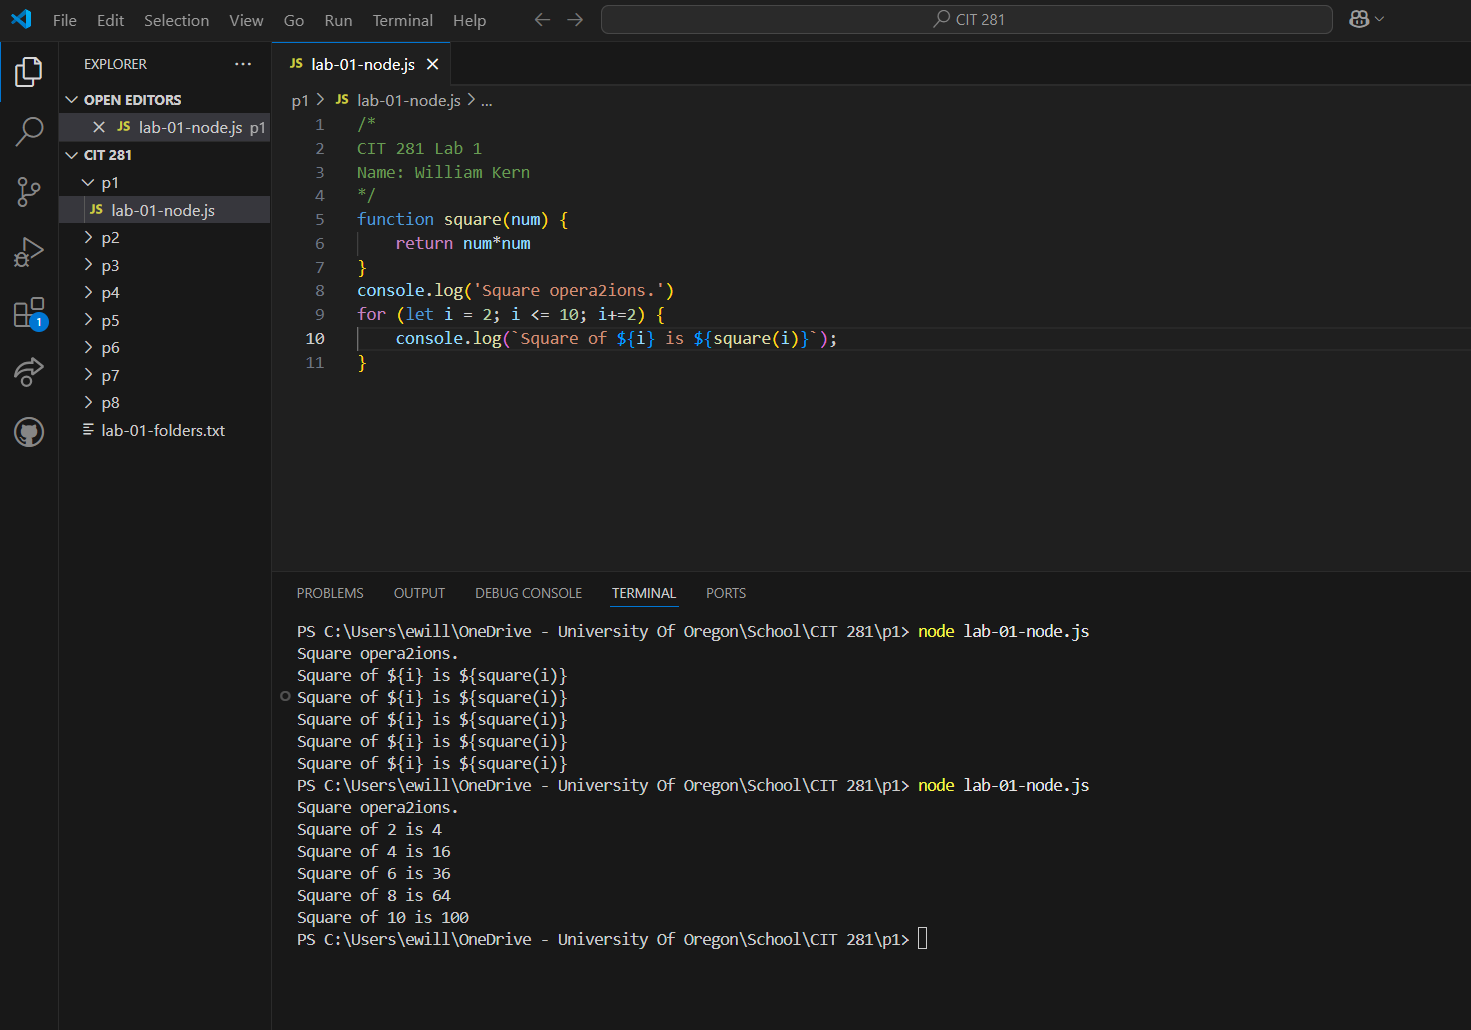 File Edit Selection View Go Run Terminal Help CIT 281
EXPLORER ...
OPEN EDITORS
JS lab-01-node.js p1
CIT 281
p1
JS lab-01-node.js
p2
p3
p4
p5
p6
p7
p8
lab-01-folders.txt
1
JS lab-01-node.js
p1 > JS lab-01-node.js > ...
1 /*
2 CIT 281 Lab 1
3 Name: William Kern
4 */
5 function square(num) {
6 return num*num
7 }
8 console.log('Square opera2ions.')
9 for (let i = 2; i <= 10; i+=2) {
10 console.log(`Square of ${i} is ${square(i)}`);
11 }
PROBLEMS OUTPUT DEBUG CONSOLE TERMINAL PORTS
PS C:\Users\ewill\OneDrive - University Of Oregon\School\CIT 281\p1> node lab-01-node.js
Square opera2ions.
Square of ${i} is ${square(i)}
Square of ${i} is ${square(i)}
Square of ${i} is ${square(i)}
Square of ${i} is ${square(i)}
Square of ${i} is ${square(i)}
PS C:\Users\ewill\OneDrive - University Of Oregon\School\CIT 281\p1> node lab-01-node.js
Square opera2ions.
Square of 2 is 4
Square of 4 is 16
Square of 6 is 36
Square of 8 is 64
Square of 10 is 100
PS C:\Users\ewill\OneDrive - University Of Oregon\School\CIT 281\p1>